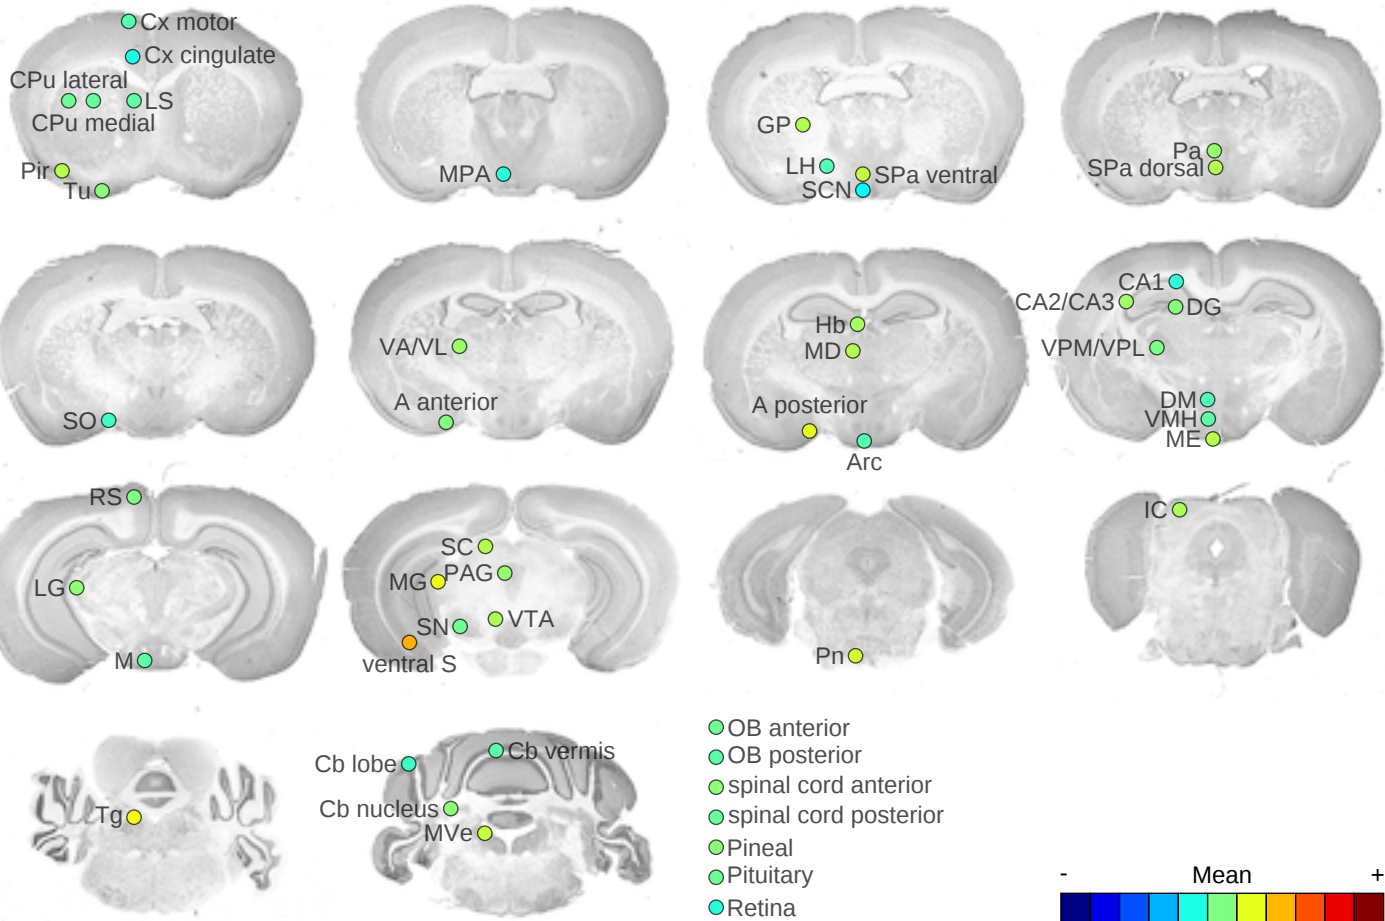 Cx motor
Cx cingulate
CPu lateral
LS
CPu medial
Pir
Tu
MPA
GP
LH
SPa ventral
SCN
Pa
SPa dorsal
SO
VA/VL
A anterior
Hb
MD
A posterior
Arc
CA1
CA2/CA3
DG
VPM/VPL
DM
VMH
ME
RS
LG
M
SC
MG
PAG
SN
VTA
ventral S
Pn
IC
Tg
Cb lobe
Cb vermis
Cb nucleus
MVe
OB anterior
OB posterior
spinal cord anterior
spinal cord posterior
Pineal
Pituitary
Retina
- Mean +